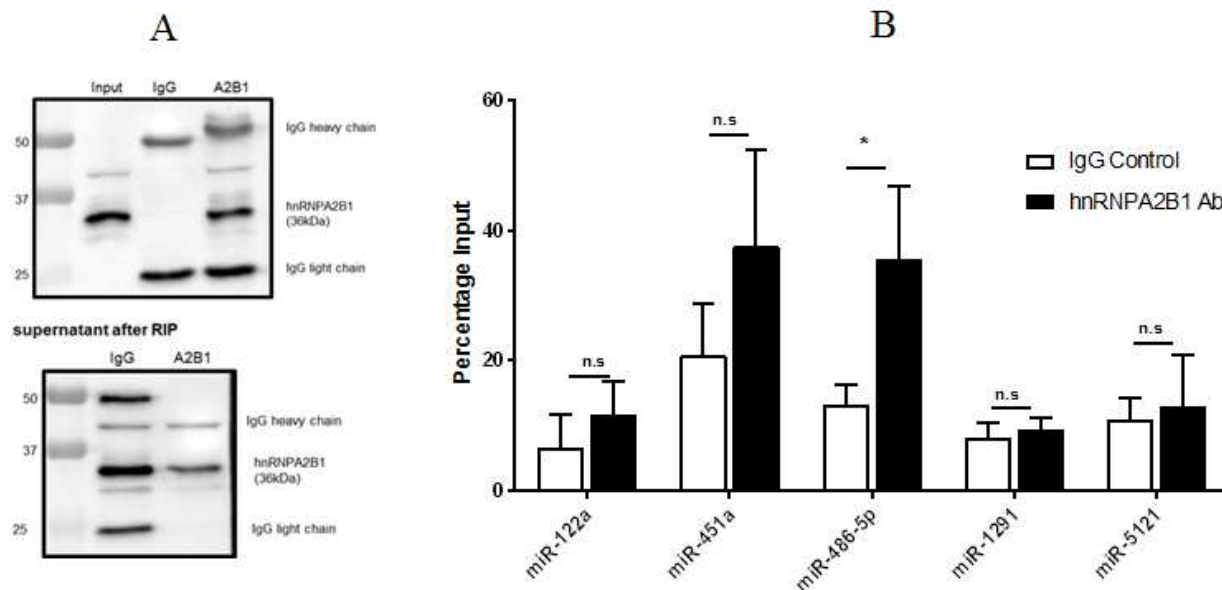 A
Input IgG A2B1
50
37
25
IgG heavy chain
hnRNPA2B1
(36kDa)
IgG light chain
supernatant after RIP
IgG A2B1
50
37
25
IgG heavy chain
hnRNPA2B1
(36kDa)
IgG light chain
B
Percentage Input
60
40
20
0
n.s
n.s
*
n.s
n.s
IgG Control
hnRNPA2B1 Ab
miR-122a
miR-451a
miR-486-5p
miR-1291
miR-5121